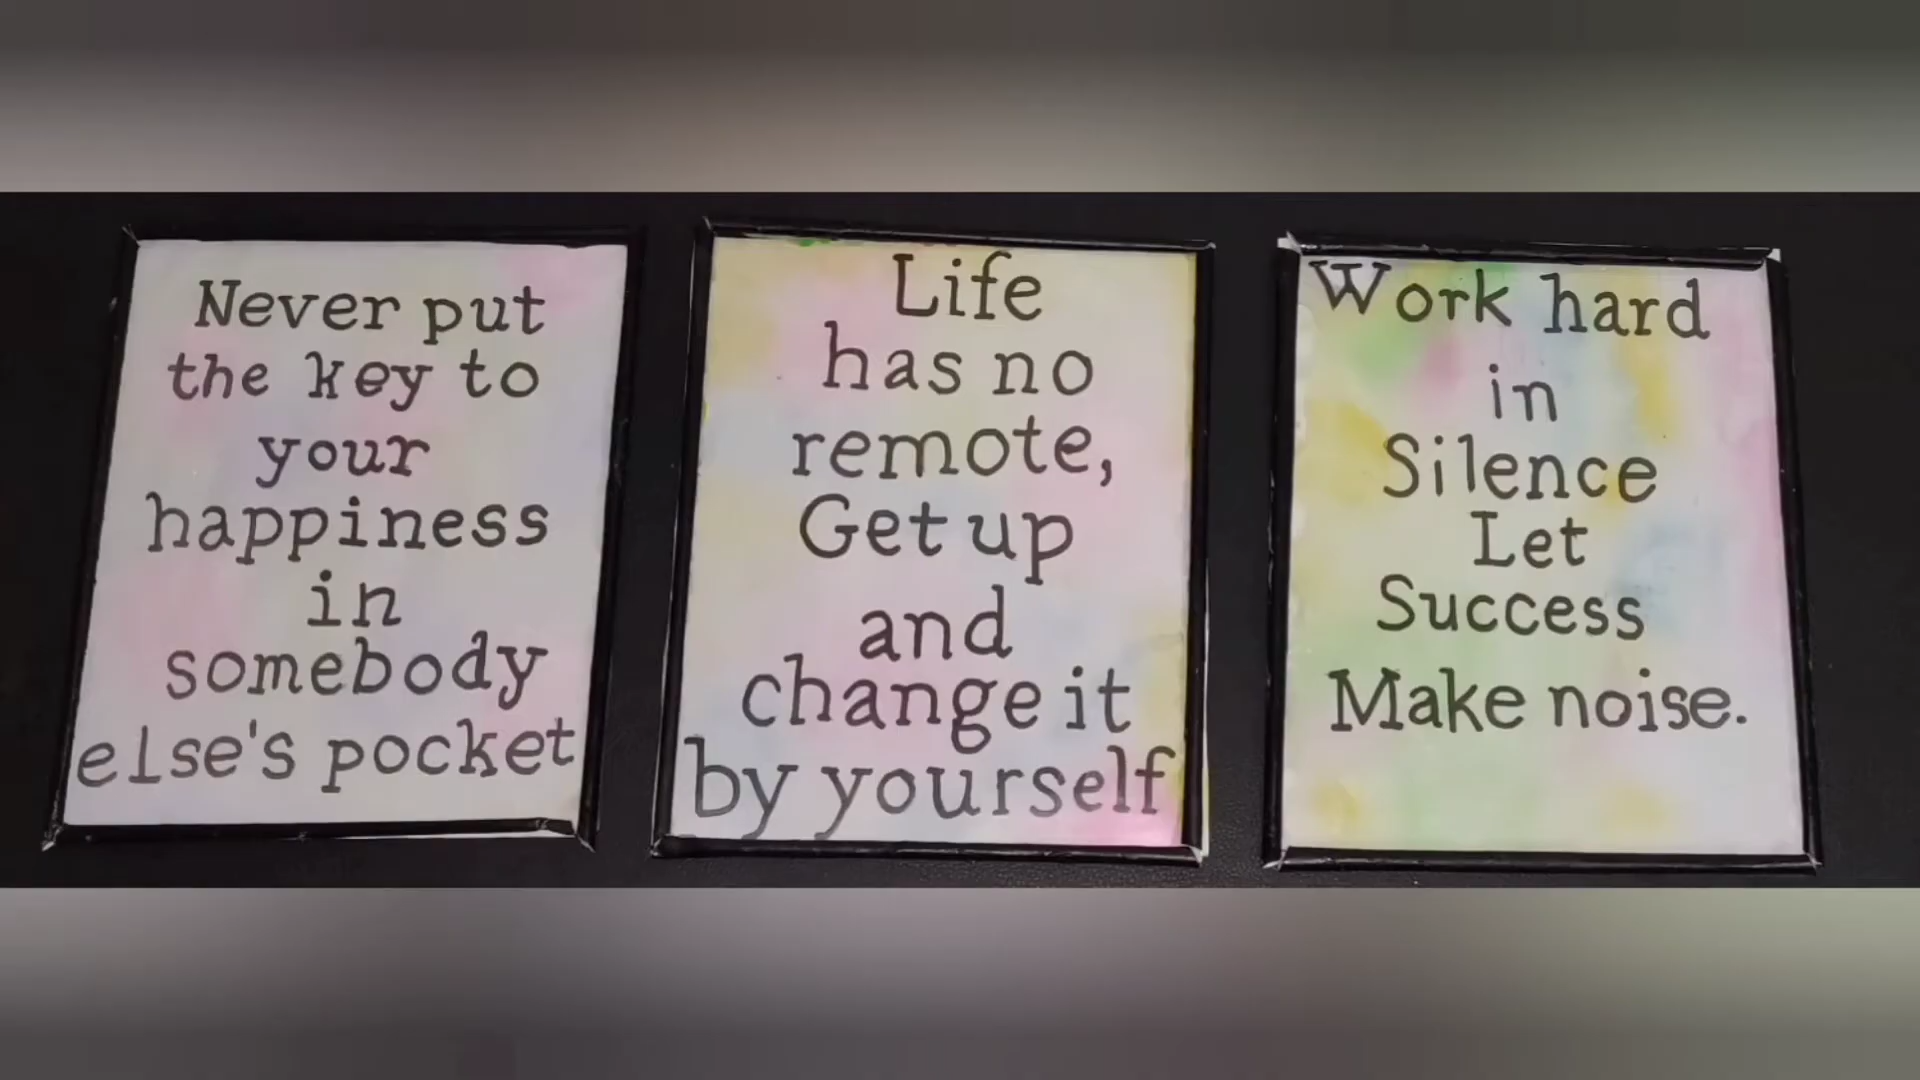 Never put
the key to
your
happiness
in
somebody
else's pocket
Life
has no
remote,
Get up
and
change it
by yourself
Work hard
in
Silence
Let
Success
Make noise.